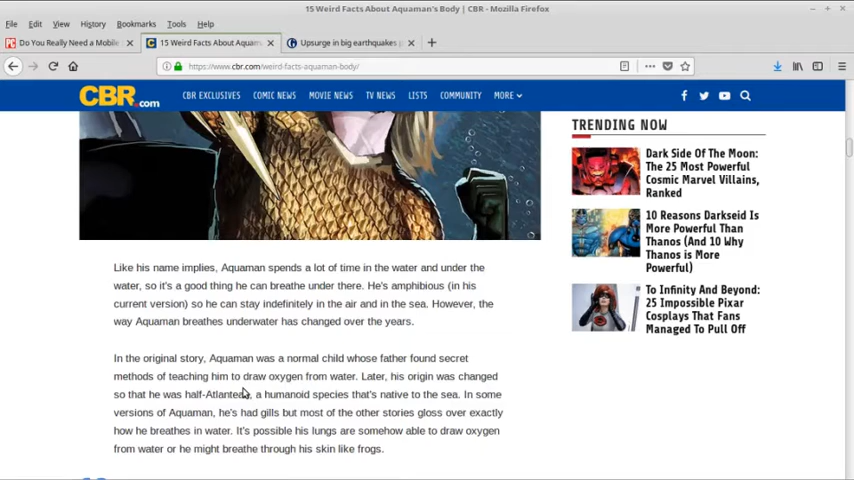 15 Weird Facts About Aquaman's Body | CBR - Mozilla Firefox
File Edit View History Bookmarks Tools Help
Do You Really Need a Mobile
15 Weird Facts About Aquam
Upsurge in big earthquakes
https://www.cbr.com/weird-facts-aquaman-body/
CBR.com
CBR EXCLUSIVES COMIC NEWS MOVIE NEWS TV NEWS LISTS COMMUNITY MORE
Like his name implies, Aquaman spends a lot of time in the water and under the
water, so it's a good thing he can breathe under there. He's amphibious (in his
current version) so he can stay indefinitely in the air and in the sea. However, the
way Aquaman breathes underwater has changed over the years.
In the original story, Aquaman was a normal child whose father found secret
methods of teaching him to draw oxygen from water. Later, his origin was changed
so that he was half-Atlantean, a humanoid species that's native to the sea. In some
versions of Aquaman, he's had gills but most of the other stories gloss over exactly
how he breathes in water. It's possible his lungs are somehow able to draw oxygen
from water or he might breathe through his skin like frogs.
TRENDING NOW
Dark Side Of The Moon:
The 25 Most Powerful
Cosmic Marvel Villains,
Ranked
10 Reasons Darkseid Is
More Powerful Than
Thanos (And 10 Why
Thanos is More
Powerful)
To Infinity And Beyond:
25 Impossible Pixar
Cosplays That Fans
Managed To Pull Off